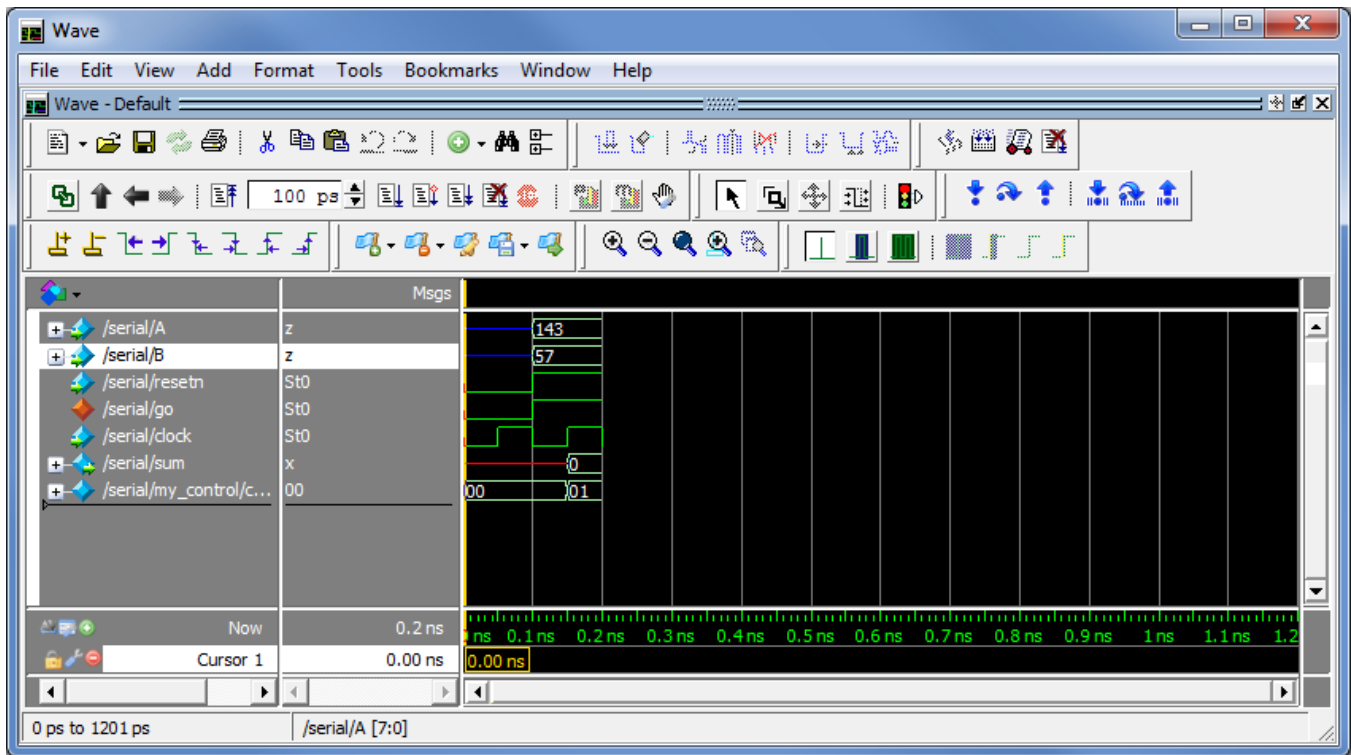 Wave
File Edit View Add Format Tools Bookmarks Window Help
Wave - Default
100 ps
Msgs
/serial/A z 143
/serial/B z 57
/serial/resetn St0
/serial/go St0
/serial/clock St0
/serial/sum x 0
/serial/my_control/c... 00 00 01
Now 0.2 ns ns 0.1 ns 0.2 ns 0.3 ns 0.4 ns 0.5 ns 0.6 ns 0.7 ns 0.8 ns 0.9 ns 1 ns 1.1 ns 1.2
Cursor 1 0.00 ns 0.00 ns
0 ps to 1201 ps /serial/A [7:0]